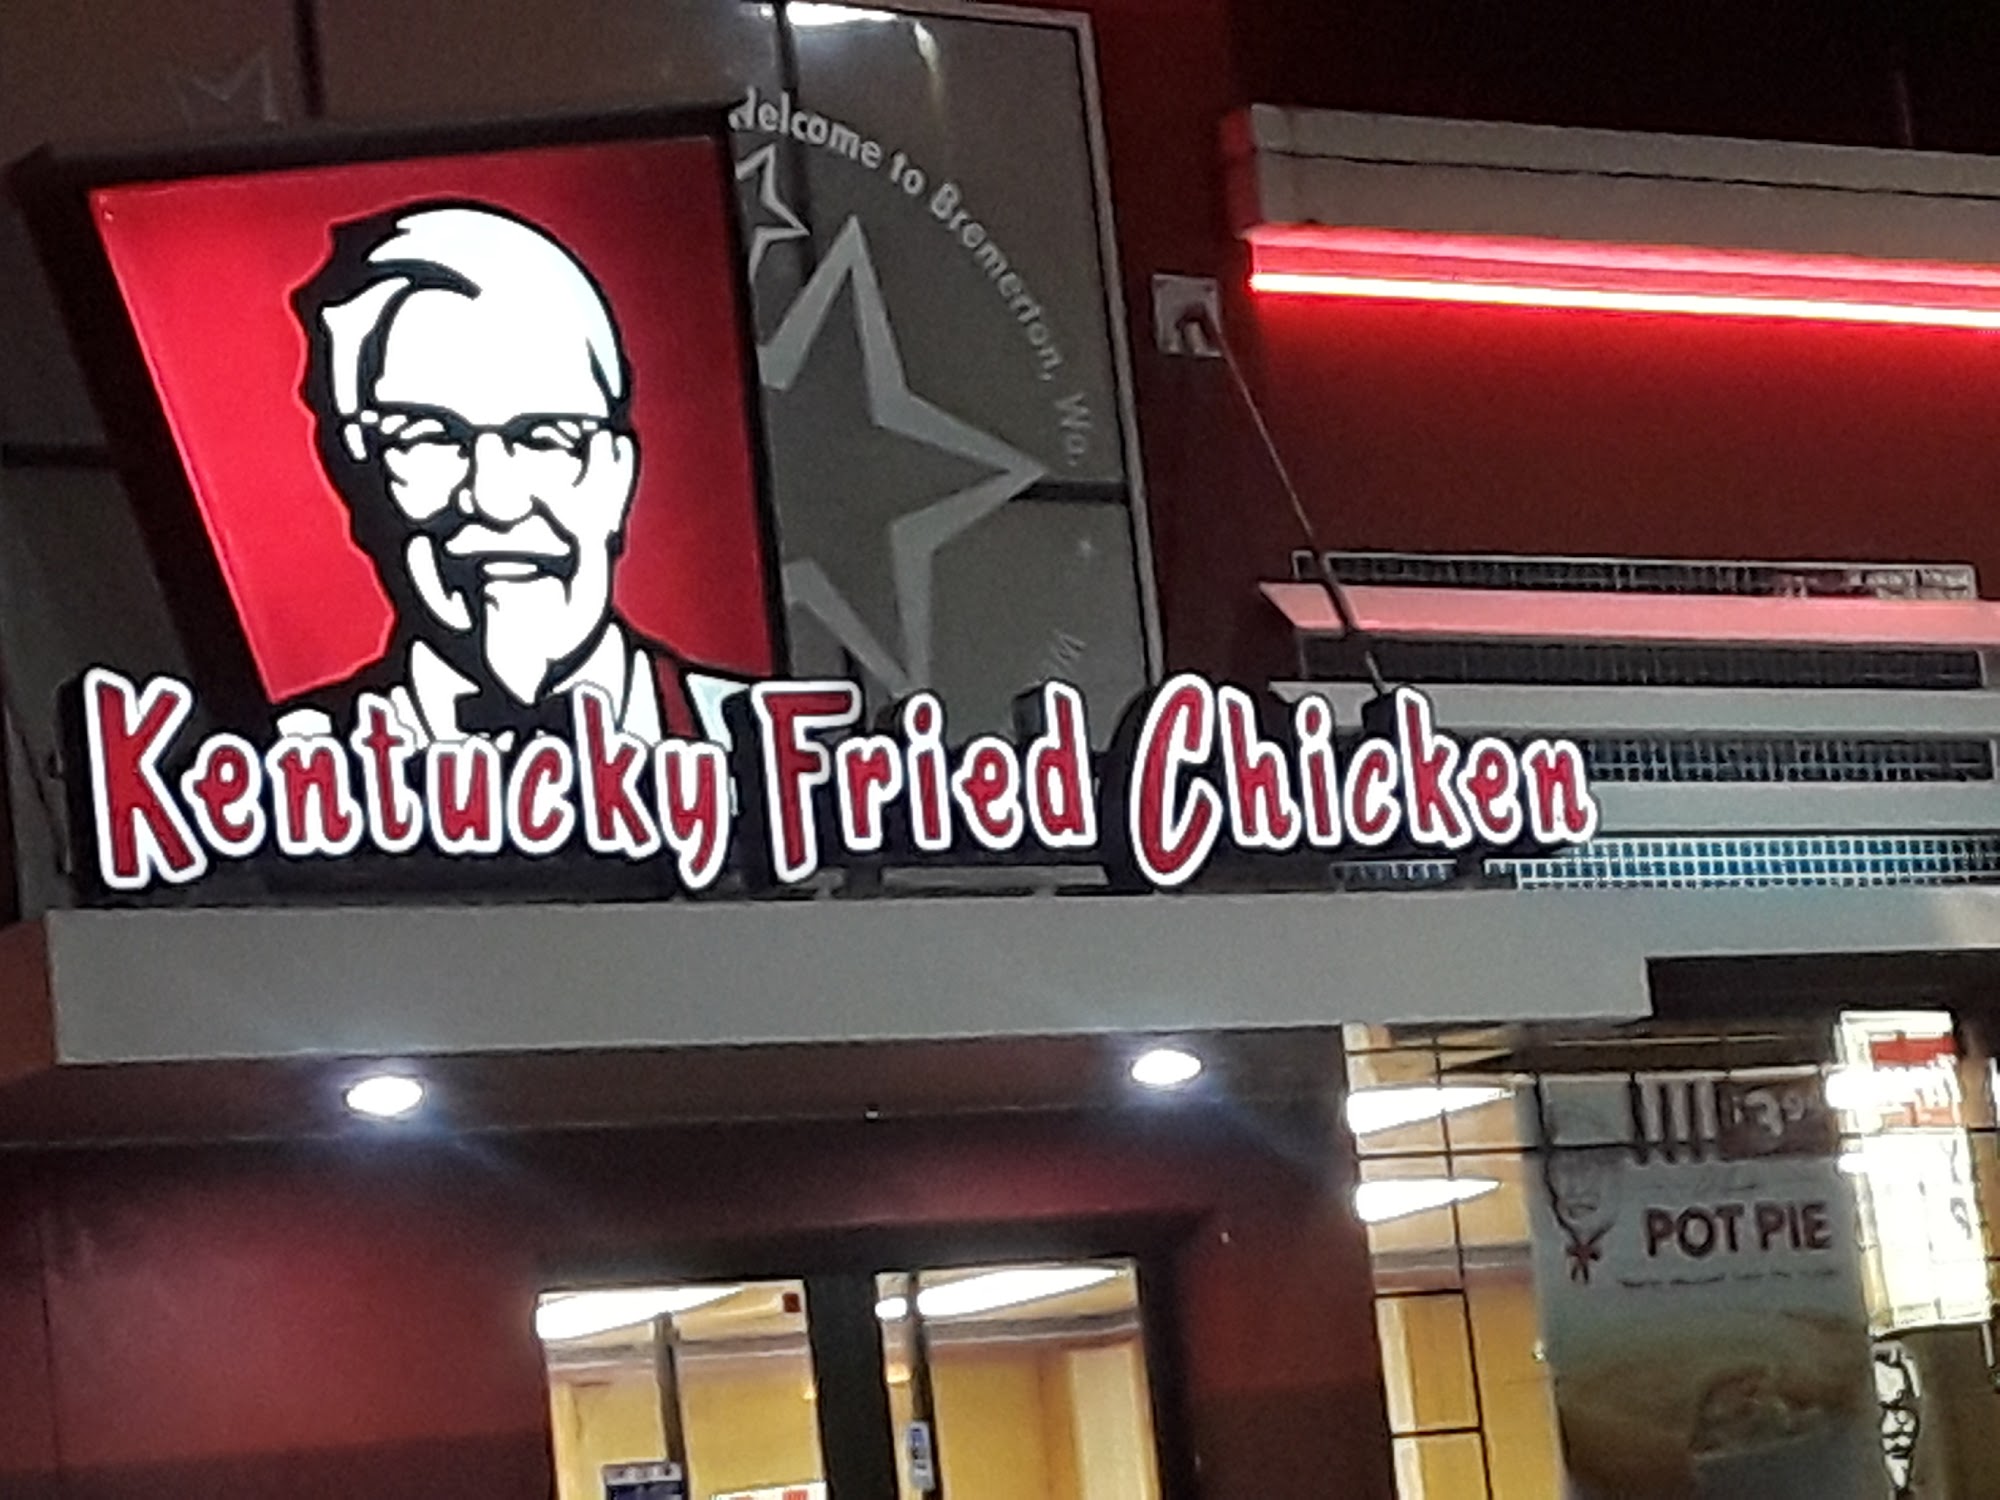 Welcome to Bremerton, Wa.
Kentucky Fried Chicken
POT PIE